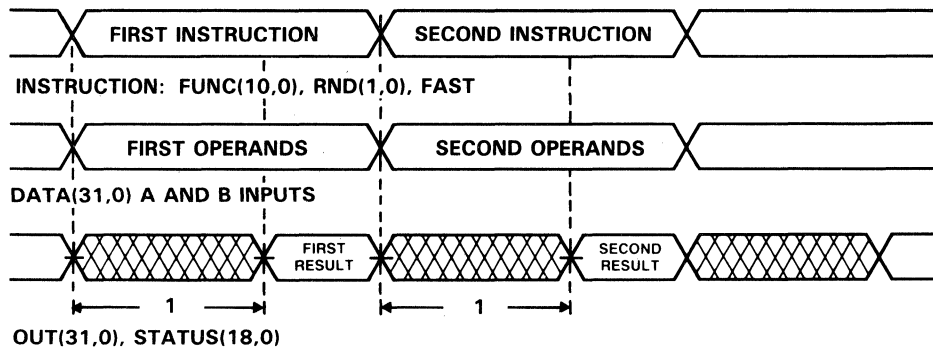 FIRST INSTRUCTION SECOND INSTRUCTION
INSTRUCTION: FUNC(10,0), RND(1,0), FAST
FIRST OPERANDS SECOND OPERANDS
DATA(31,0) A AND B INPUTS
FIRST RESULT SECOND RESULT
1 1
OUT(31,0), STATUS(18,0)